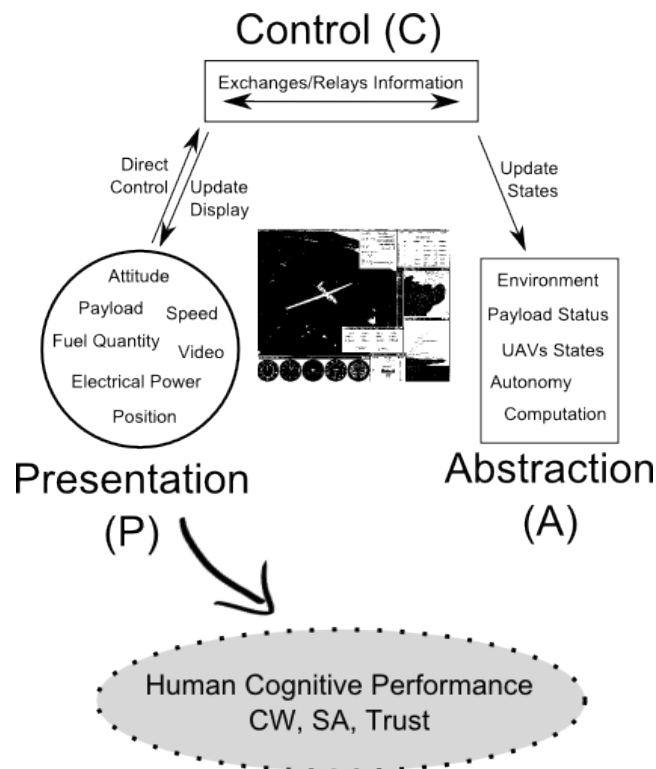 Control (C)
Exchanges/Relays Information
Direct
Control
Update
Display
Update
States
Attitude
Payload
Speed
Fuel Quantity
Video
Electrical Power
Position
Environment
Payload Status
UAVs States
Autonomy
Computation
Presentation
(P)
Abstraction
(A)
Human Cognitive Performance
CW, SA, Trust